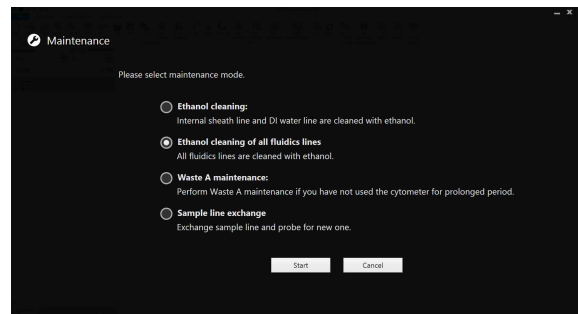 Maintenance
Please select maintenance mode.
Ethanol cleaning:
Internal sheath line and DI water line are cleaned with ethanol.
Ethanol cleaning of all fluidics lines
All fluidics lines are cleaned with ethanol.
Waste A maintenance:
Perform Waste A maintenance if you have not used the cytometer for prolonged period.
Sample line exchange
Exchange sample line and probe for new one.
Start Cancel